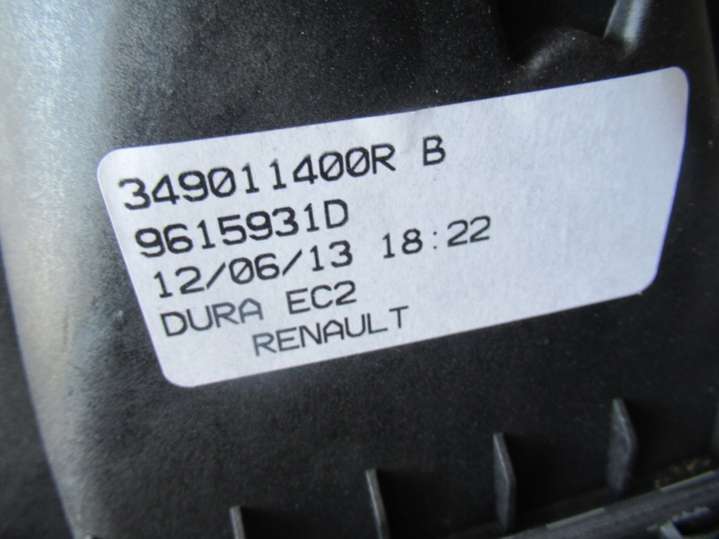 349011400R B
9615931D
12/06/13 18:22
DURA EC2
RENAULT